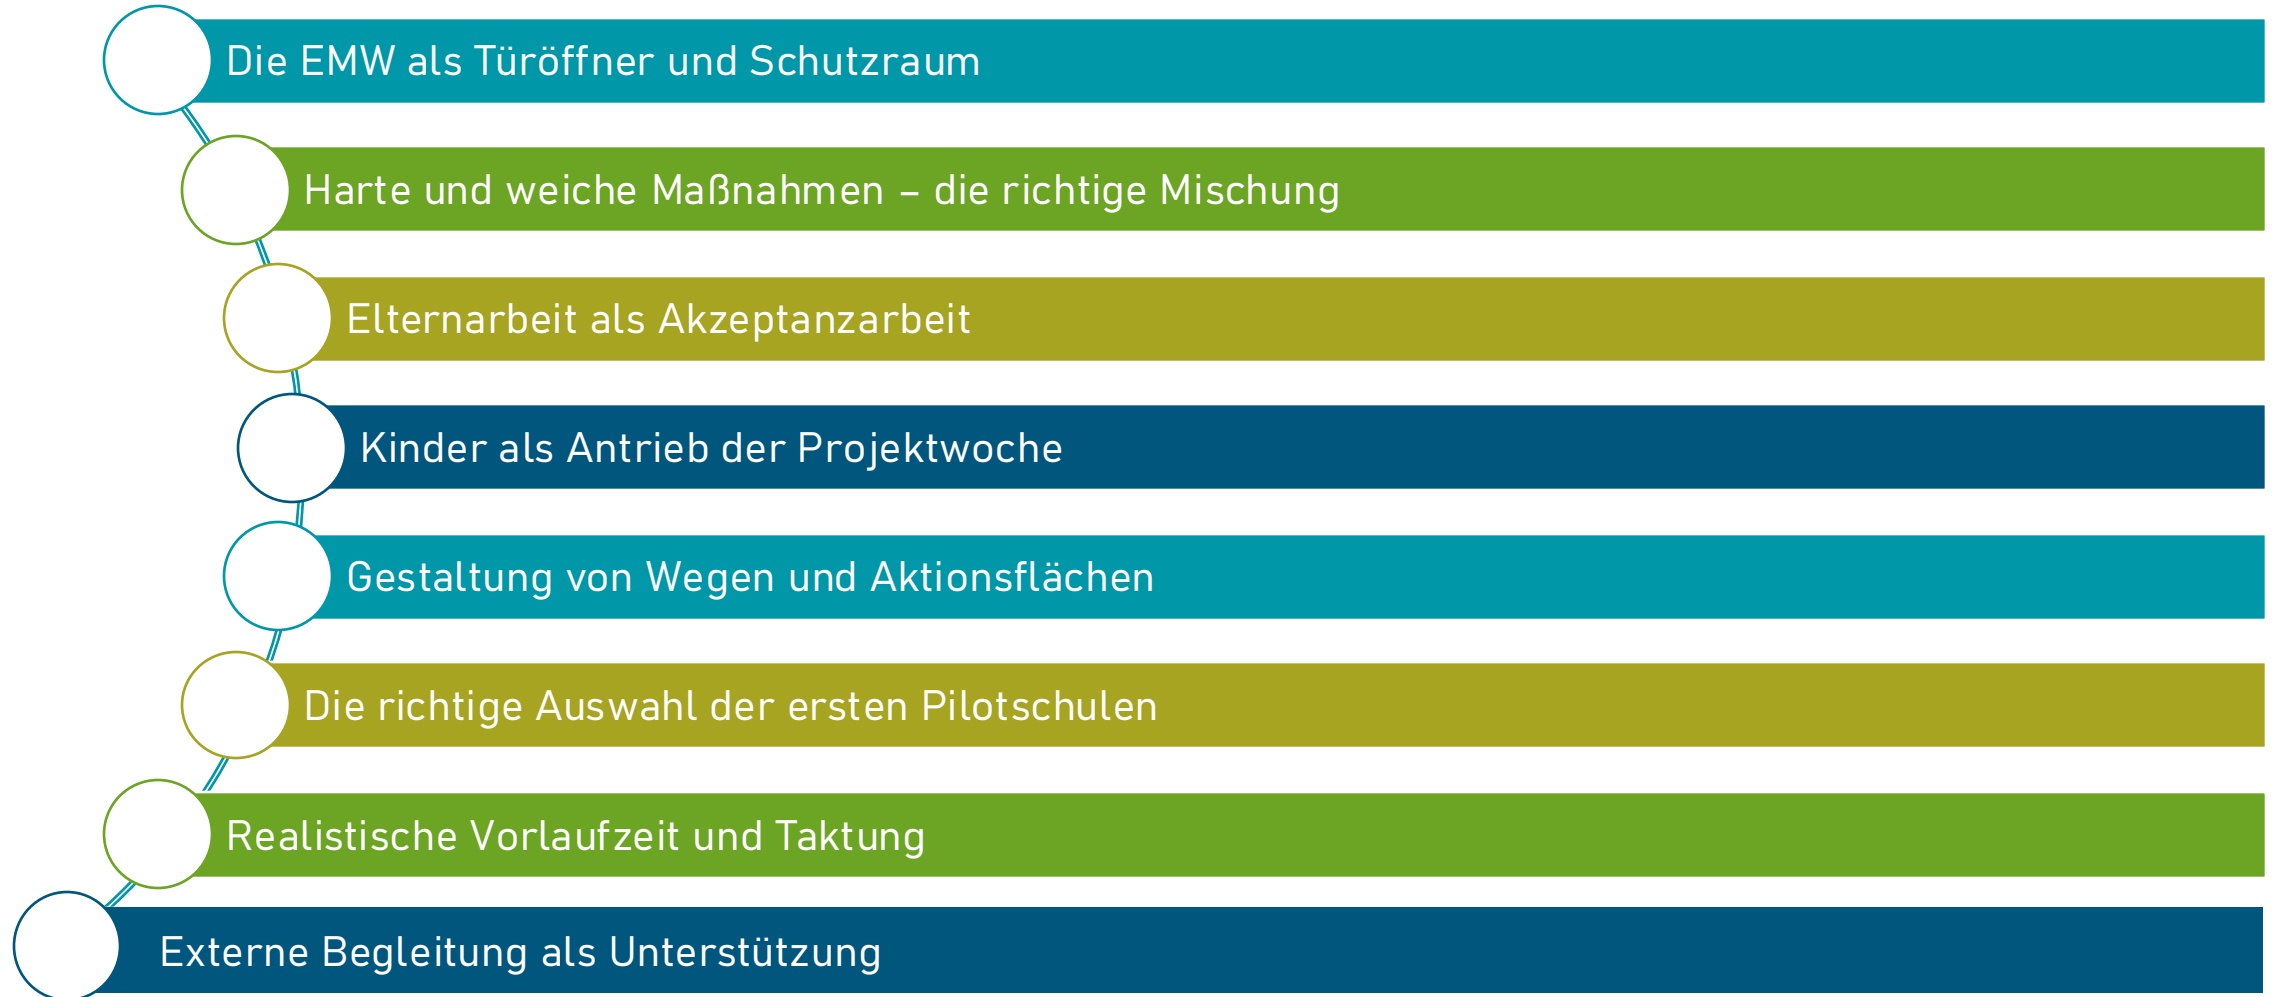 Die EMW als Türöffner und Schutzraum
Harte und weiche Maßnahmen – die richtige Mischung
Elternarbeit als Akzeptanzarbeit
Kinder als Antrieb der Projektwoche
Gestaltung von Wegen und Aktionsflächen
Die richtige Auswahl der ersten Pilotschulen
Realistische Vorlaufzeit und Taktung
Externe Begleitung als Unterstützung